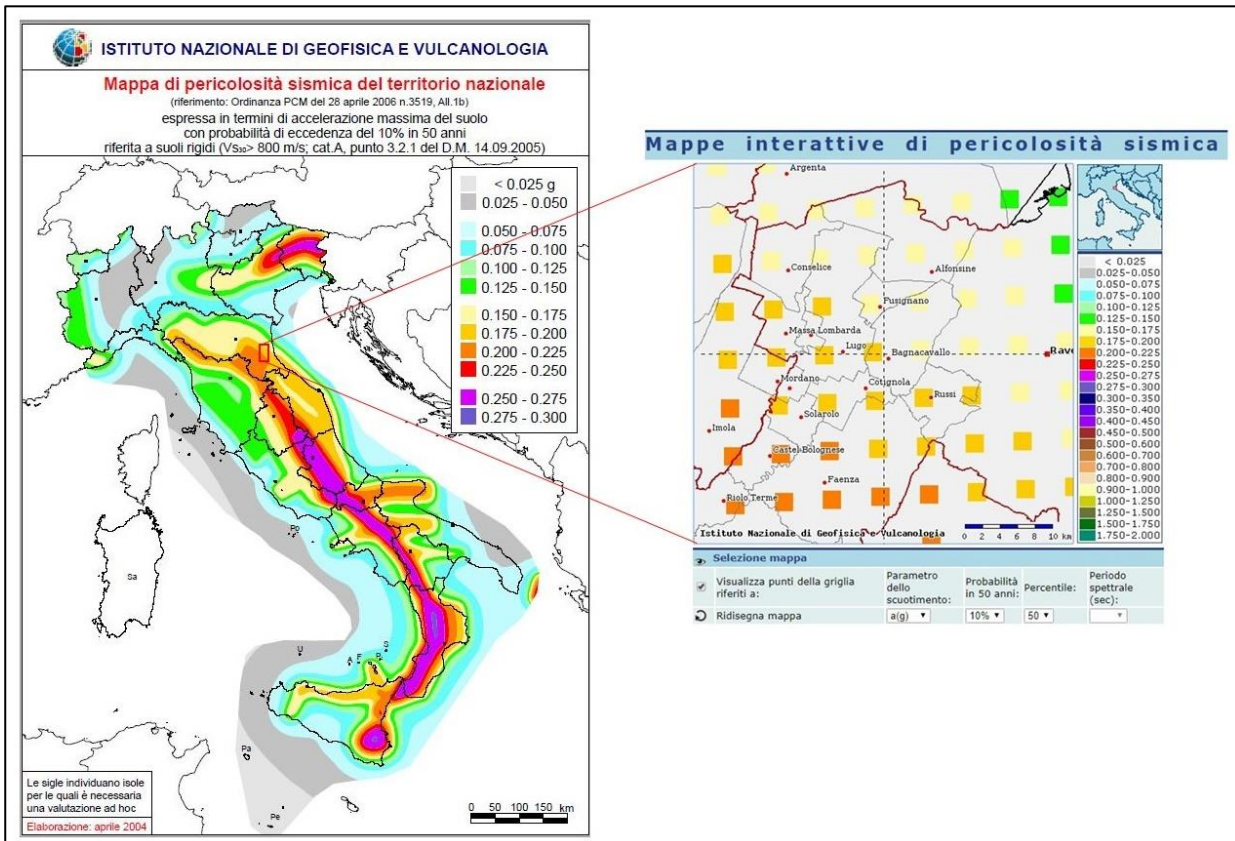 ISTITUTO NAZIONALE DI GEOFISICA E VULCANOLOGIA
Mappa di pericolosità sismica del territorio nazionale
(riferimento: Ordinanza PCM del 28 aprile 2006 n.3519, All.1b)
espressa in termini di accelerazione massima del suolo
con probabilità di eccedenza del 10% in 50 anni
riferita a suoli rigidi (Vs30> 800 m/s; cat.A, punto 3.2.1 del D.M. 14.09.2005)
< 0.025 g
0.025 - 0.050
0.050 - 0.075
0.075 - 0.100
0.100 - 0.125
0.125 - 0.150
0.150 - 0.175
0.175 - 0.200
0.200 - 0.225
0.225 - 0.250
0.250 - 0.275
0.275 - 0.300
Sa
Po
U
A
F
P
S
Pa
Pe
Le sigle individuano isole
per le quali è necessaria
una valutazione ad hoc
Elaborazione: aprile 2004
0 50 100 150 km
Mappe interattive di pericolosità sismica
Argenta
Conselice
Alfonsine
Fusignano
Massa Lombarda
Lugo
Bagnacavallo
Rave
Mordano
Cotignola
Russi
Solarolo
Imola
Castel Bolognese
Faenza
Riolo Terme
Istituto Nazionale di Geofisica e Vulcanologia
0 2 4 6 8 10 km
< 0.025
0.025-0.050
0.050-0.075
0.075-0.100
0.100-0.125
0.125-0.150
0.150-0.175
0.175-0.200
0.200-0.225
0.225-0.250
0.250-0.275
0.275-0.300
0.300-0.350
0.350-0.400
0.400-0.450
0.450-0.500
0.500-0.600
0.600-0.700
0.700-0.800
0.800-0.900
0.900-1.000
1.000-1.250
1.250-1.500
1.500-1.750
1.750-2.000
Selezione mappa
Visualizza punti della griglia
riferiti a:
Parametro
dello
scuotimento:
Probabilità
in 50 anni:
Percentile:
Periodo
spettrale
(sec):
Ridisegna mappa
a(g)
10%
50